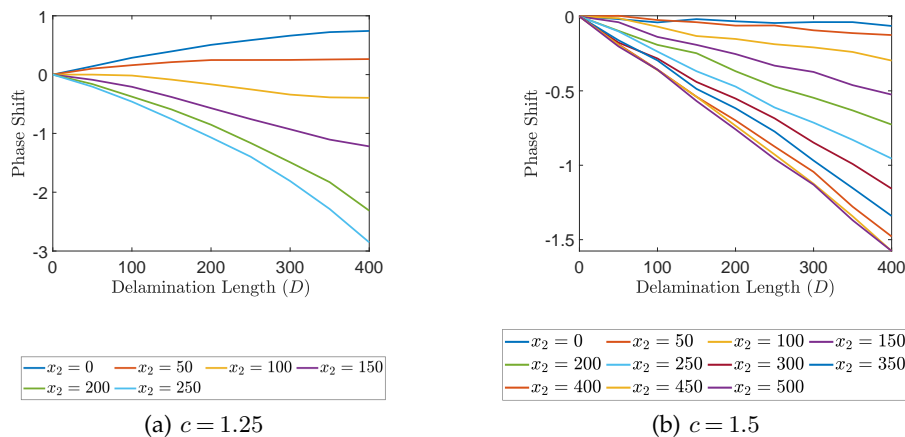 1
0
-1
-2
-3
Phase Shift
0 100 200 300 400
Delamination Length (D)
x₂ = 0 x₂ = 50 x₂ = 100 x₂ = 150
x₂ = 200 x₂ = 250
(a) c = 1.25
0
-0.5
-1
-1.5
Phase Shift
0 100 200 300 400
Delamination Length (D)
x₂ = 0 x₂ = 50 x₂ = 100 x₂ = 150
x₂ = 200 x₂ = 250 x₂ = 300 x₂ = 350
x₂ = 400 x₂ = 450 x₂ = 500
(b) c = 1.5